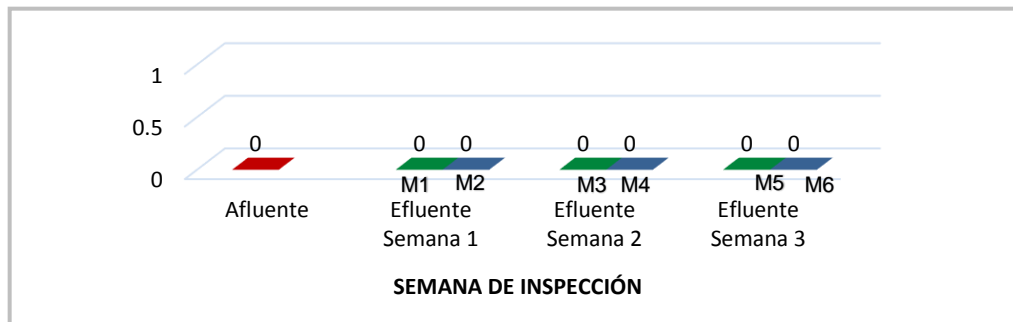 1
0.5
0
0 0 0 0 0 0 0
M1 M2 M3 M4 M5 M6
Afluente Efluente Efluente Efluente
Semana 1 Semana 2 Semana 3
SEMANA DE INSPECCIÓN